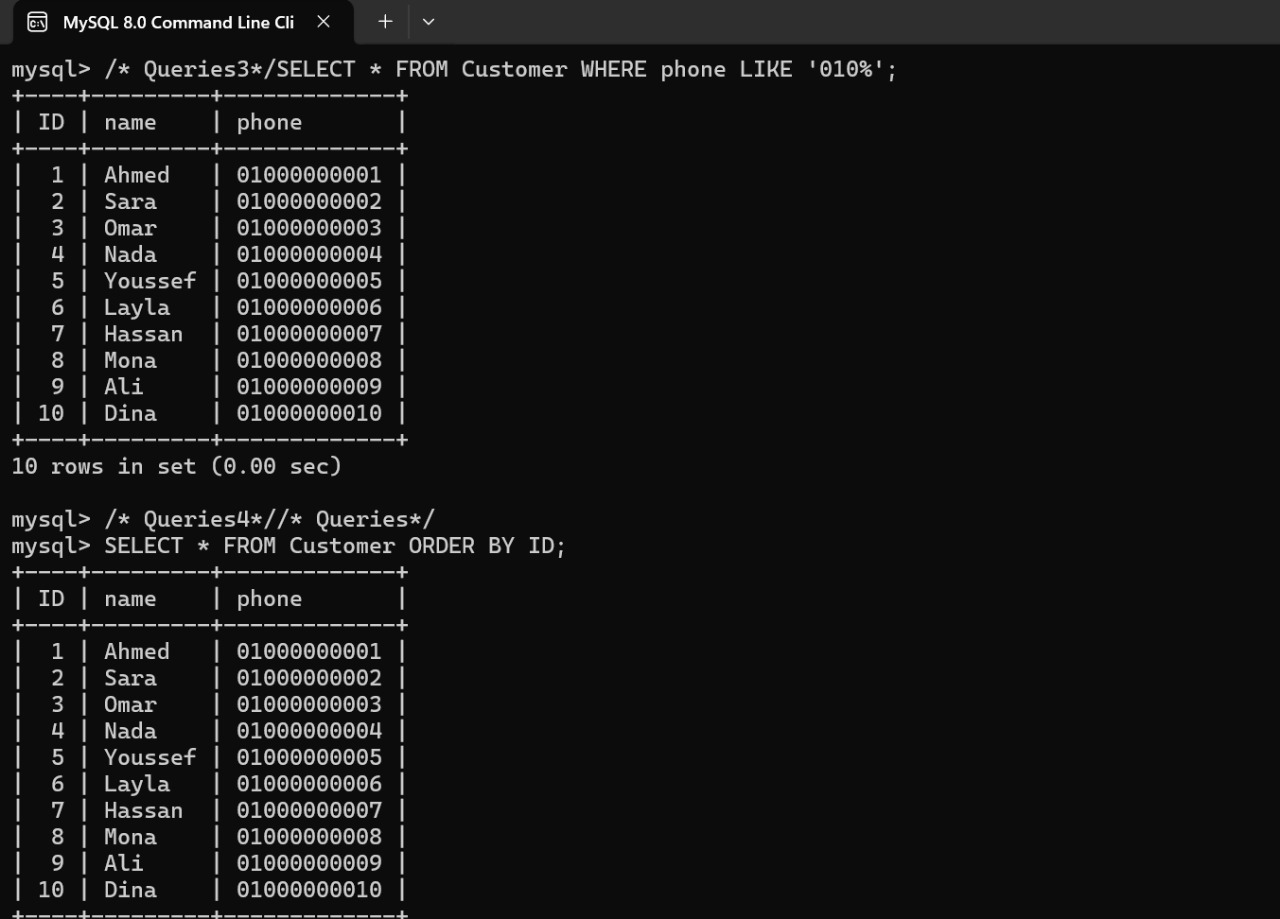 MySQL 8.0 Command Line Cli
mysql> /* Queries3*/SELECT * FROM Customer WHERE phone LIKE '010%';
+----+---------+-------------+
| ID | name    | phone       |
+----+---------+-------------+
|  1 | Ahmed   | 01000000001 |
|  2 | Sara    | 01000000002 |
|  3 | Omar    | 01000000003 |
|  4 | Nada    | 01000000004 |
|  5 | Youssef | 01000000005 |
|  6 | Layla   | 01000000006 |
|  7 | Hassan  | 01000000007 |
|  8 | Mona    | 01000000008 |
|  9 | Ali     | 01000000009 |
| 10 | Dina    | 01000000010 |
+----+---------+-------------+
10 rows in set (0.00 sec)
mysql> /* Queries4*//* Queries*/
mysql> SELECT * FROM Customer ORDER BY ID;
+----+---------+-------------+
| ID | name    | phone       |
+----+---------+-------------+
|  1 | Ahmed   | 01000000001 |
|  2 | Sara    | 01000000002 |
|  3 | Omar    | 01000000003 |
|  4 | Nada    | 01000000004 |
|  5 | Youssef | 01000000005 |
|  6 | Layla   | 01000000006 |
|  7 | Hassan  | 01000000007 |
|  8 | Mona    | 01000000008 |
|  9 | Ali     | 01000000009 |
| 10 | Dina    | 01000000010 |
+----+---------+-------------+